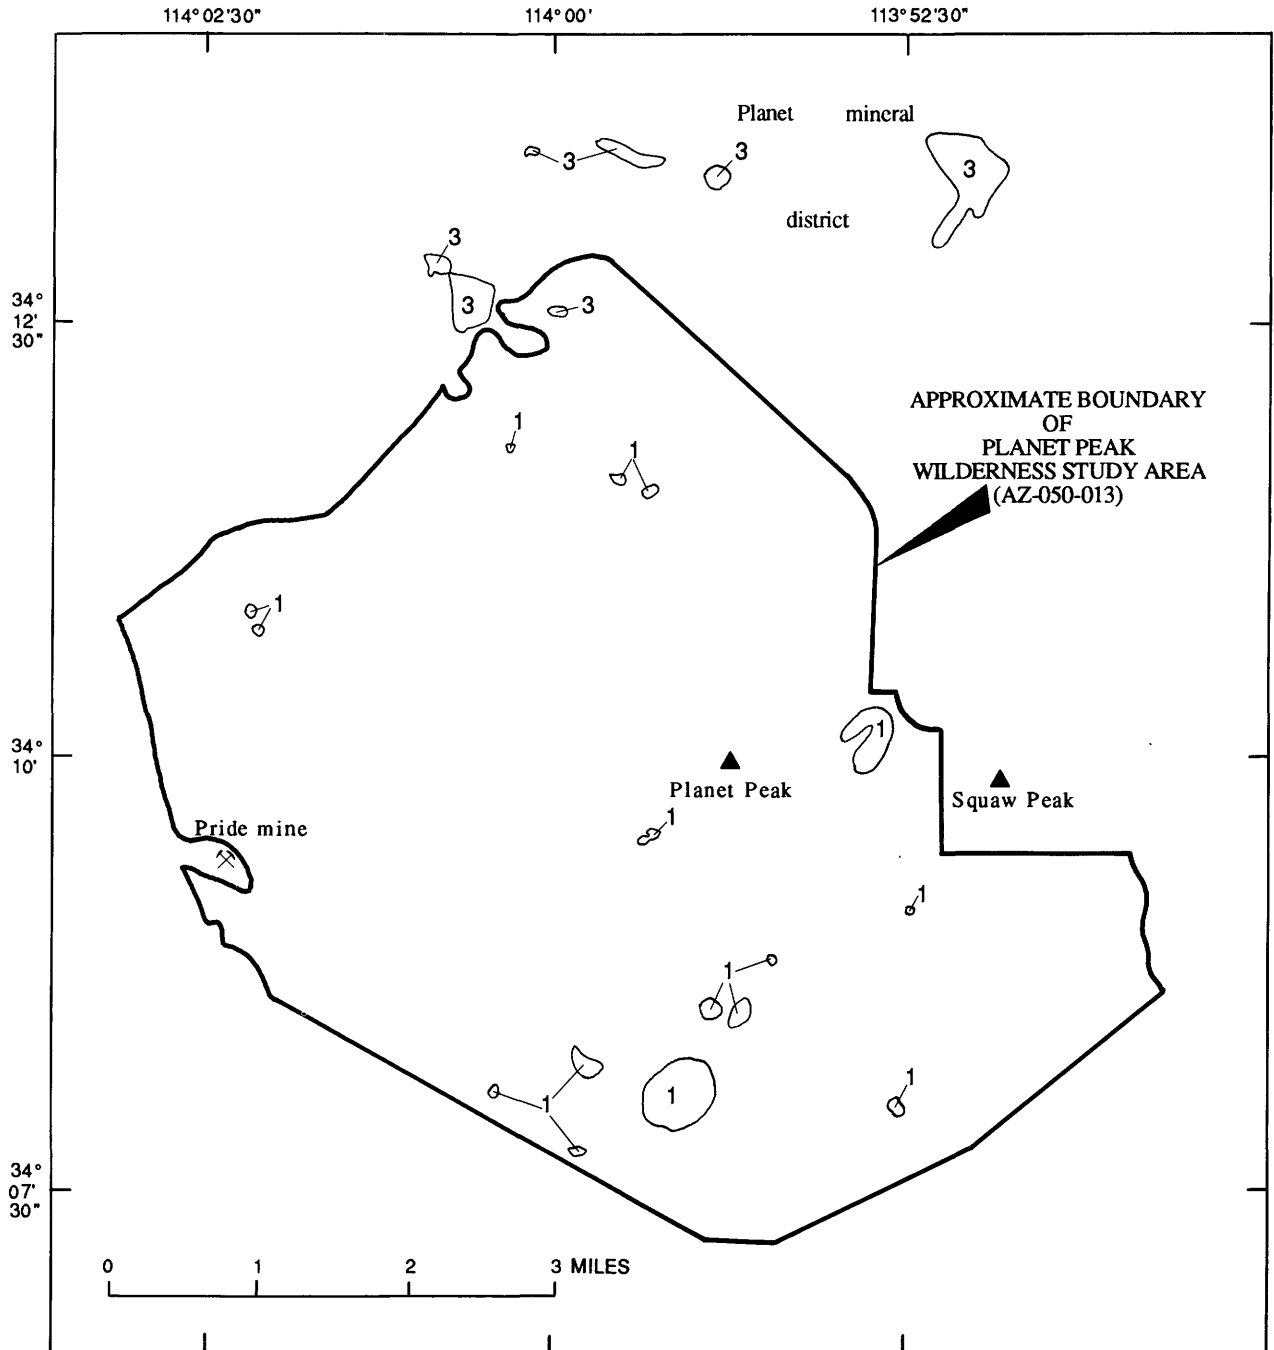 114° 02' 30" 114° 00' 113° 52' 30"
Planet mineral
3
3
3
district
3
3
3
34°
12'
30"
APPROXIMATE BOUNDARY
OF
PLANET PEAK
WILDERNESS STUDY AREA
(AZ-050-013)
1
1
1
1
34°
10'
Planet Peak
Squaw Peak
1
Pride mine
1
1
1
1
1
1
34°
07'
30"
0 1 2 3 MILES